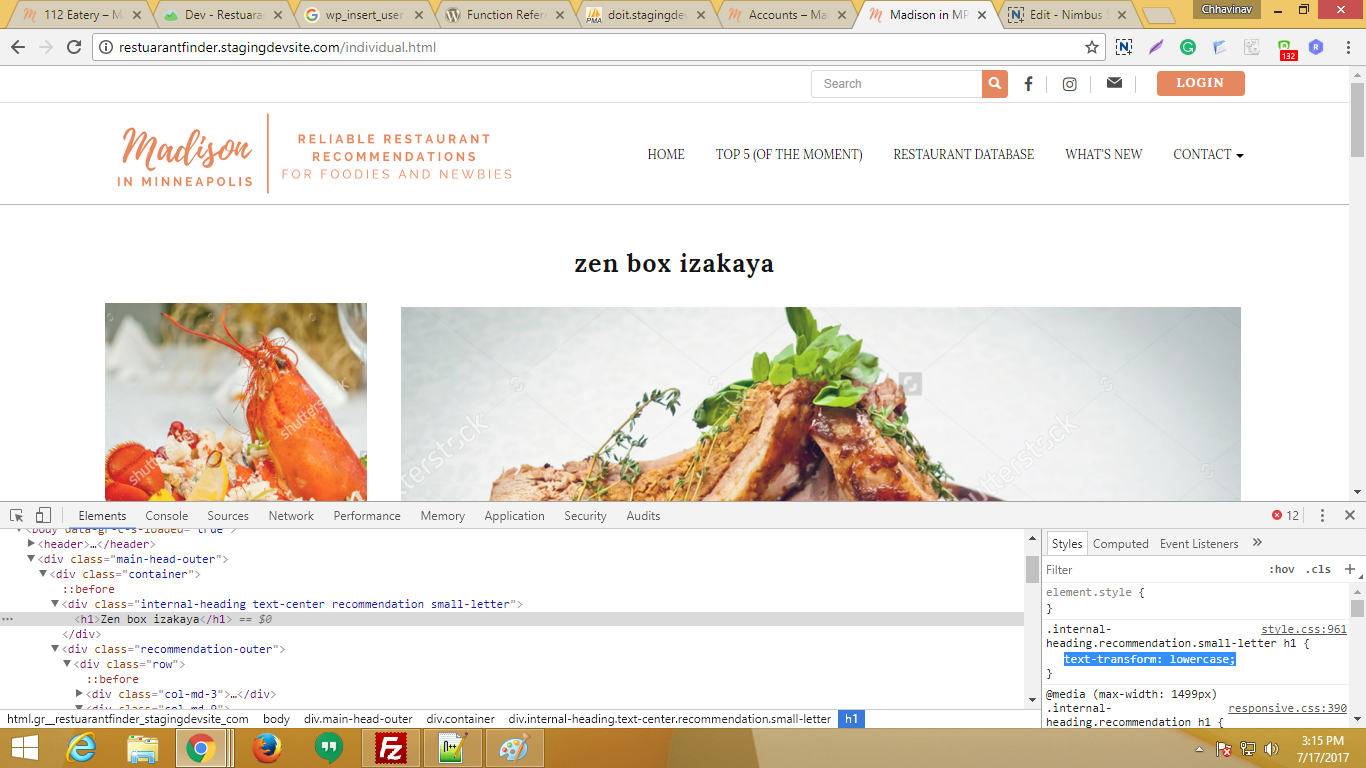 112 Eatery – M
Dev - Restuara
wp_insert_user
Function Refer
doit.stagingdev
Accounts – Ma
Madison in MP
Edit - Nimbus
Chhavinav
restuarantfinder.stagingdevsite.com/individual.html
132
Search
LOGIN
Madison
IN MINNEAPOLIS
RELIABLE RESTAURANT
RECOMMENDATIONS
FOR FOODIES AND NEWBIES
HOME TOP 5 (OF THE MOMENT) RESTAURANT DATABASE WHAT'S NEW CONTACT
zen box izakaya
shutterstock
shutterstock
Elements Console Sources Network Performance Memory Application Security Audits
12
<body data-gr-c-s-loaded="true">
<header>…</header>
<div class="main-head-outer">
<div class="container">
::before
<div class="internal-heading text-center recommendation small-letter">
<h1>Zen box izakaya</h1> == $0
</div>
<div class="recommendation-outer">
<div class="row">
::before
<div class="col-md-3">…</div>
<div class="col-md-9">
html.gr__restuarantfinder_stagingdevsite_com body div.main-head-outer div.container div.internal-heading.text-center.recommendation.small-letter h1
Styles Computed Event Listeners »
Filter :hov .cls +
element.style {
}
.internal- style.css:961
heading.recommendation.small-letter h1 {
text-transform: lowercase;
}
@media (max-width: 1499px)
.internal- responsive.css:390
heading.recommendation h1 {
3:15 PM
7/17/2017